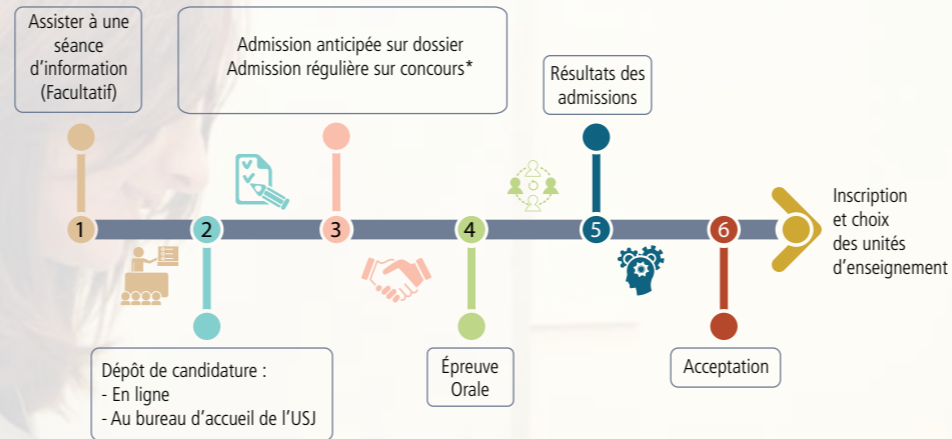 Assister à une
séance
d'information
(Facultatif)
Admission anticipée sur dossier
Admission régulière sur concours*
Résultats des
admissions
1
2
3
4
5
6
Inscription
et choix
des unités
d'enseignement
Dépôt de candidature :
- En ligne
- Au bureau d'accueil de l'USJ
Épreuve
Orale
Acceptation